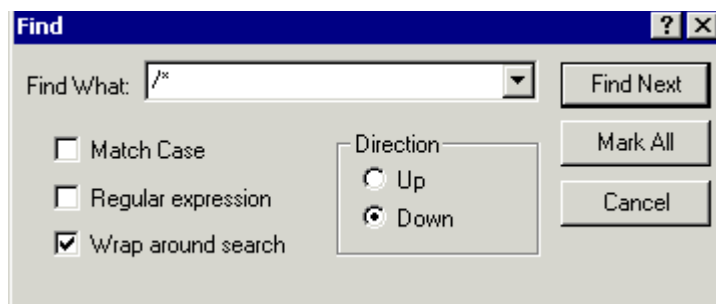 Find
Find What: /*
Find Next
Match Case
Direction
Mark All
Up
Regular expression
Down
Cancel
Wrap around search